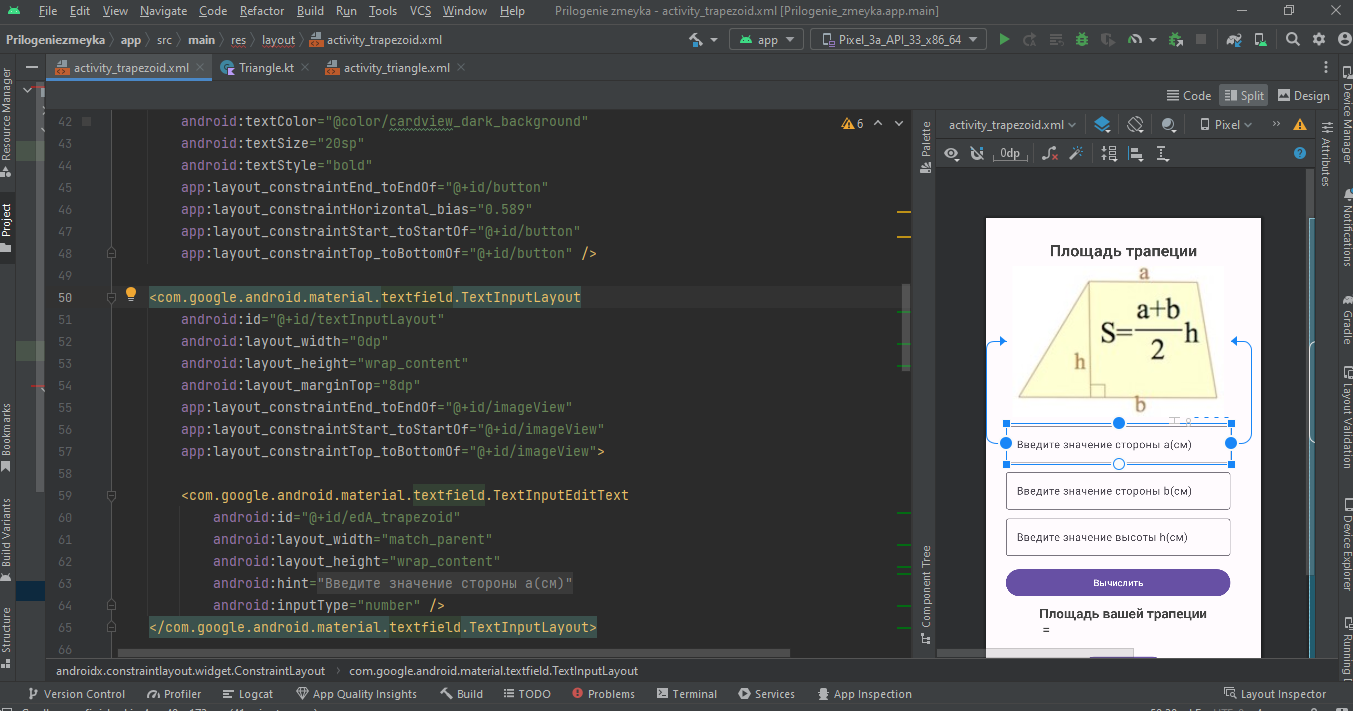 File Edit View Navigate Code Refactor Build Run Tools VCS Window Help Prilogenie zmeyka - activity_trapezoid.xml [Prilogenie_zmeyka.app.main]
Prilogeniezmeyka app src main res layout activity_trapezoid.xml app Pixel_3a_API_33_x86_64
activity_trapezoid.xml Triangle.kt activity_triangle.xml
Code Split Design
Resource Manager
Project
Bookmarks
Build Variants
Structure
42 android:textColor="@color/cardview_dark_background"
43 android:textSize="20sp"
44 android:textStyle="bold"
45 app:layout_constraintEnd_toEndOf="@+id/button"
46 app:layout_constraintHorizontal_bias="0.589"
47 app:layout_constraintStart_toStartOf="@+id/button"
48 app:layout_constraintTop_toBottomOf="@+id/button" />
49
50 <com.google.android.material.textfield.TextInputLayout
51 android:id="@+id/textInputLayout"
52 android:layout_width="0dp"
53 android:layout_height="wrap_content"
54 android:layout_marginTop="8dp"
55 app:layout_constraintEnd_toEndOf="@+id/imageView"
56 app:layout_constraintStart_toStartOf="@+id/imageView"
57 app:layout_constraintTop_toBottomOf="@+id/imageView">
58
59 <com.google.android.material.textfield.TextInputEditText
60 android:id="@+id/edA_trapezoid"
61 android:layout_width="match_parent"
62 android:layout_height="wrap_content"
63 android:hint="Введите значение стороны a(см)"
64 android:inputType="number" />
65 </com.google.android.material.textfield.TextInputLayout>
66
6
Palette
Component Tree
activity_trapezoid.xml Pixel
0dp
Площадь трапеции
a
S=
a+b
2
h
h
b
8
Введите значение стороны a(см)
Введите значение стороны b(см)
Введите значение высоты h(см)
Вычислить
Площадь вашей трапеции
=
Attributes
Device Manager
Notifications
Gradle
Layout Validation
Device Explorer
Running
androidx.constraintlayout.widget.ConstraintLayout com.google.android.material.textfield.TextInputLayout
Version Control Profiler Logcat App Quality Insights Build TODO Problems Terminal Services App Inspection Layout Inspector